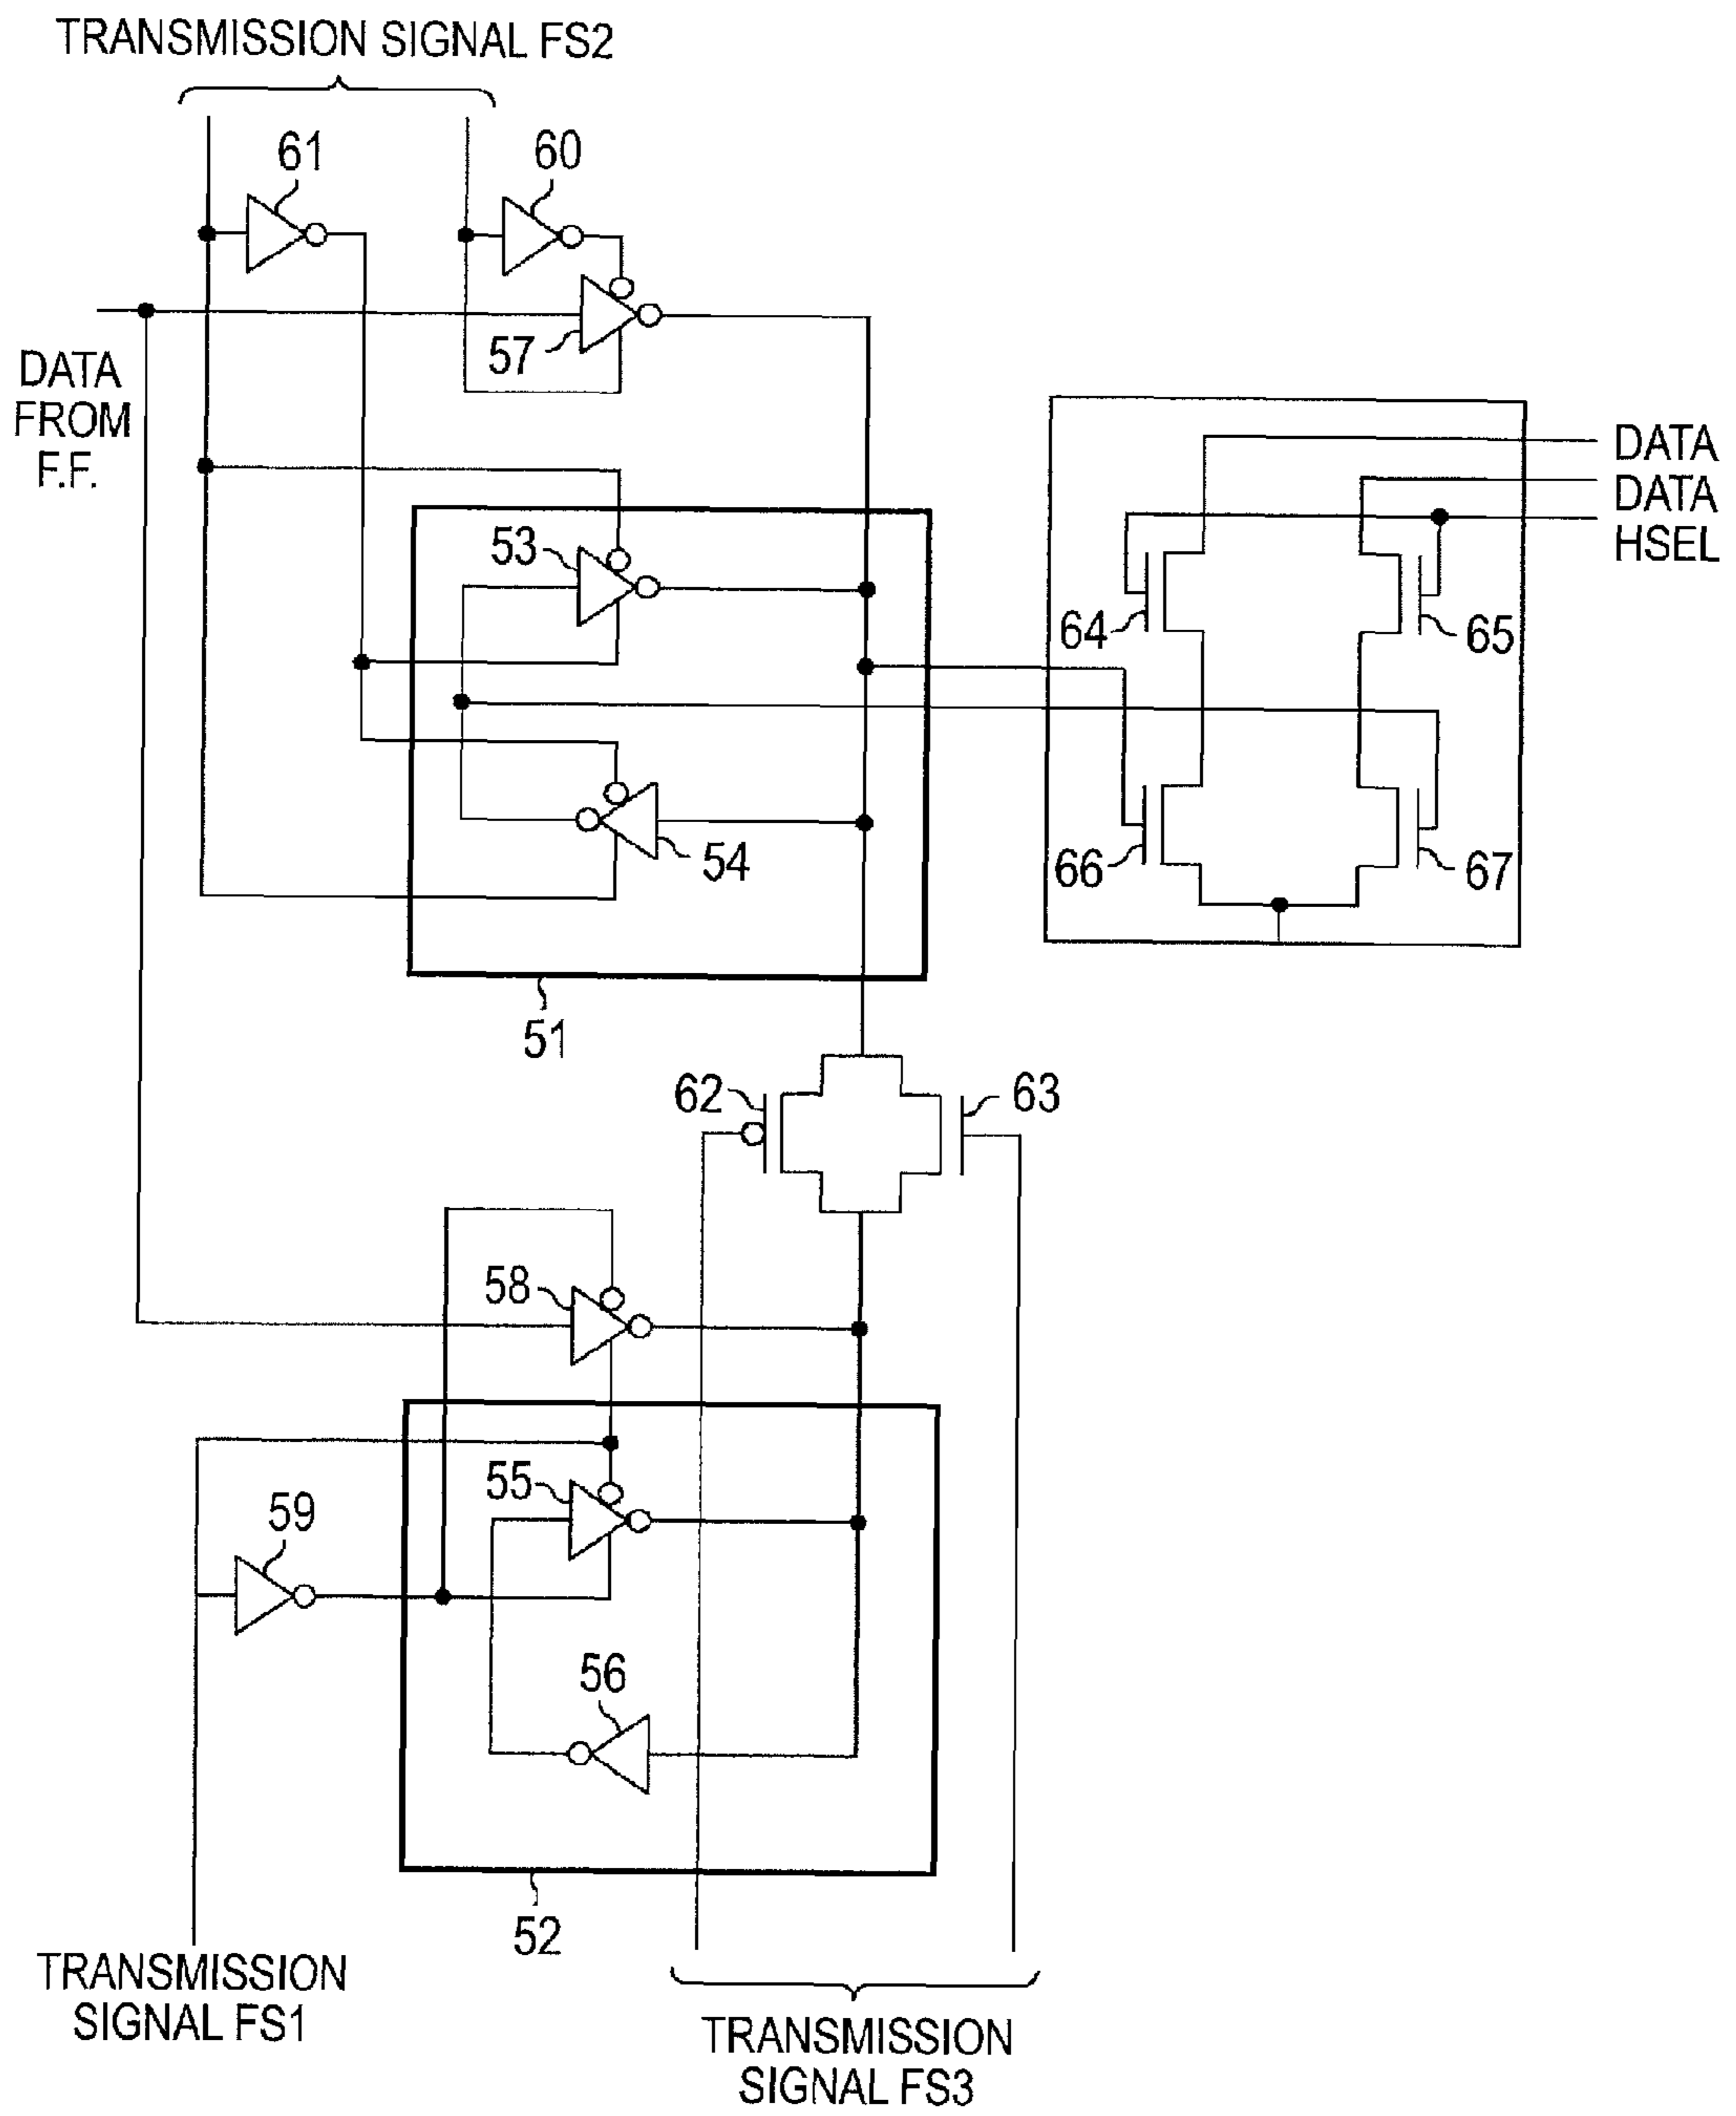 TRANSMISSION SIGNAL FS2
61
60
57
DATA
FROM
F.F.
DATA
DATA
HSEL
53
64
65
54
66
67
51
62
63
58
55
59
56
52
TRANSMISSION
SIGNAL FS1
TRANSMISSION
SIGNAL FS3